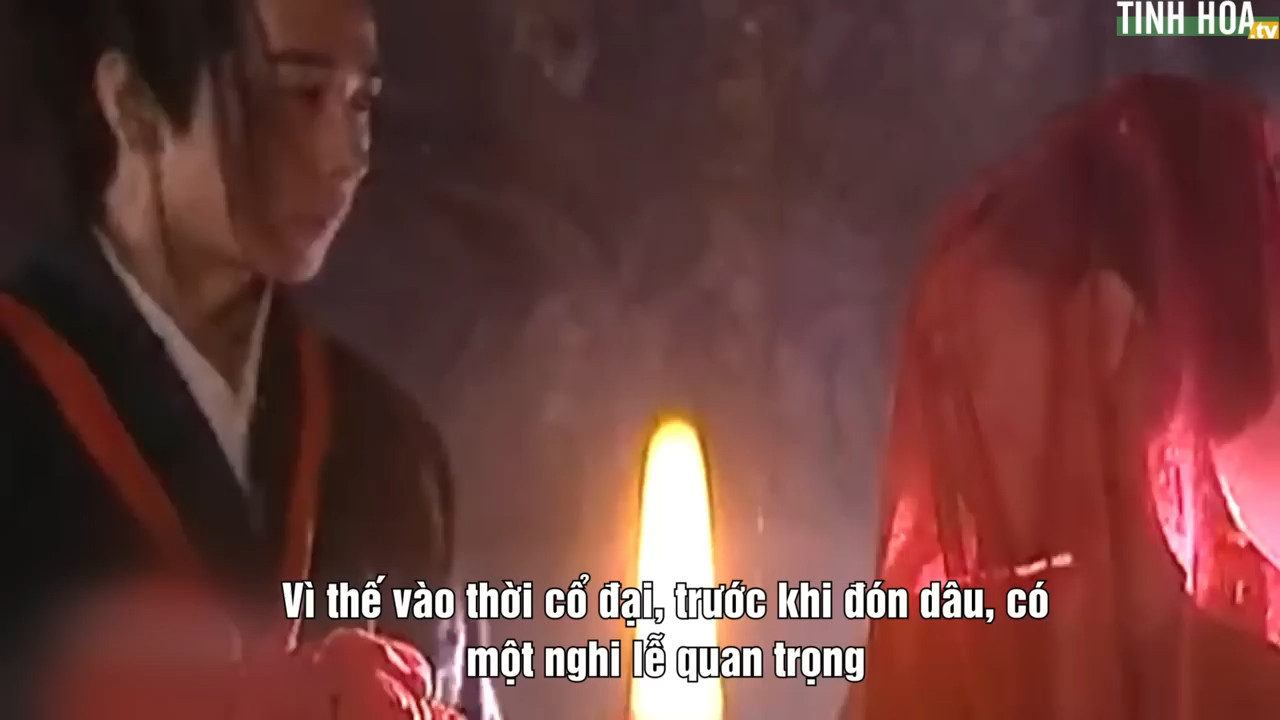 TINH HOA
.tv
Vì thế vào thời cổ đại, trước khi đón dâu, có
một nghi lễ quan trọng